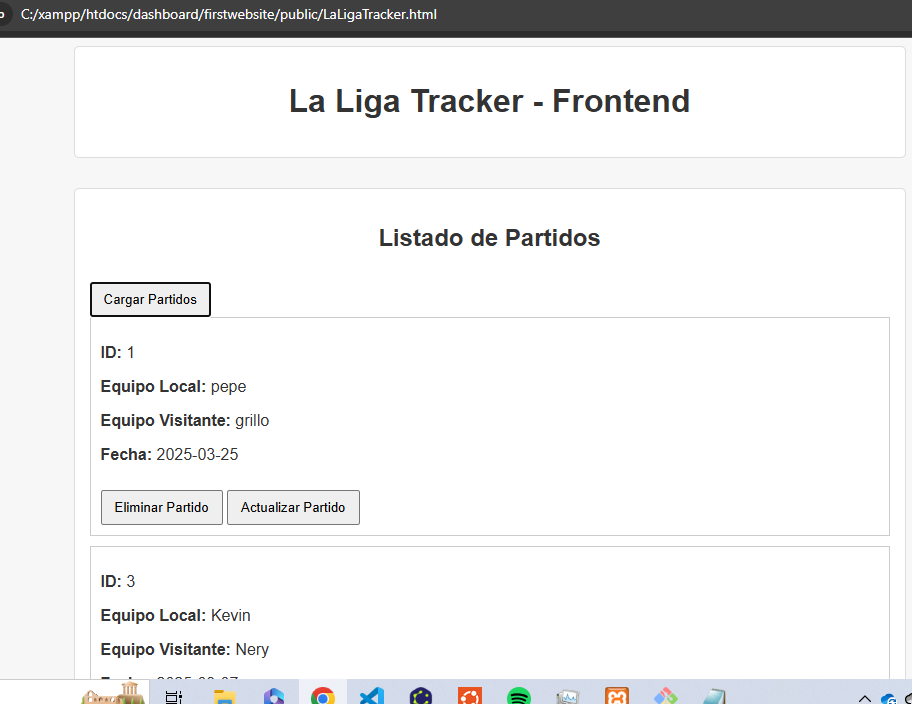 C:/xampp/htdocs/dashboard/firstwebsite/public/LaLigaTracker.html
La Liga Tracker - Frontend
Listado de Partidos
Cargar Partidos
ID: 1
Equipo Local: pepe
Equipo Visitante: grillo
Fecha: 2025-03-25
Eliminar Partido Actualizar Partido
ID: 3
Equipo Local: Kevin
Equipo Visitante: Nery